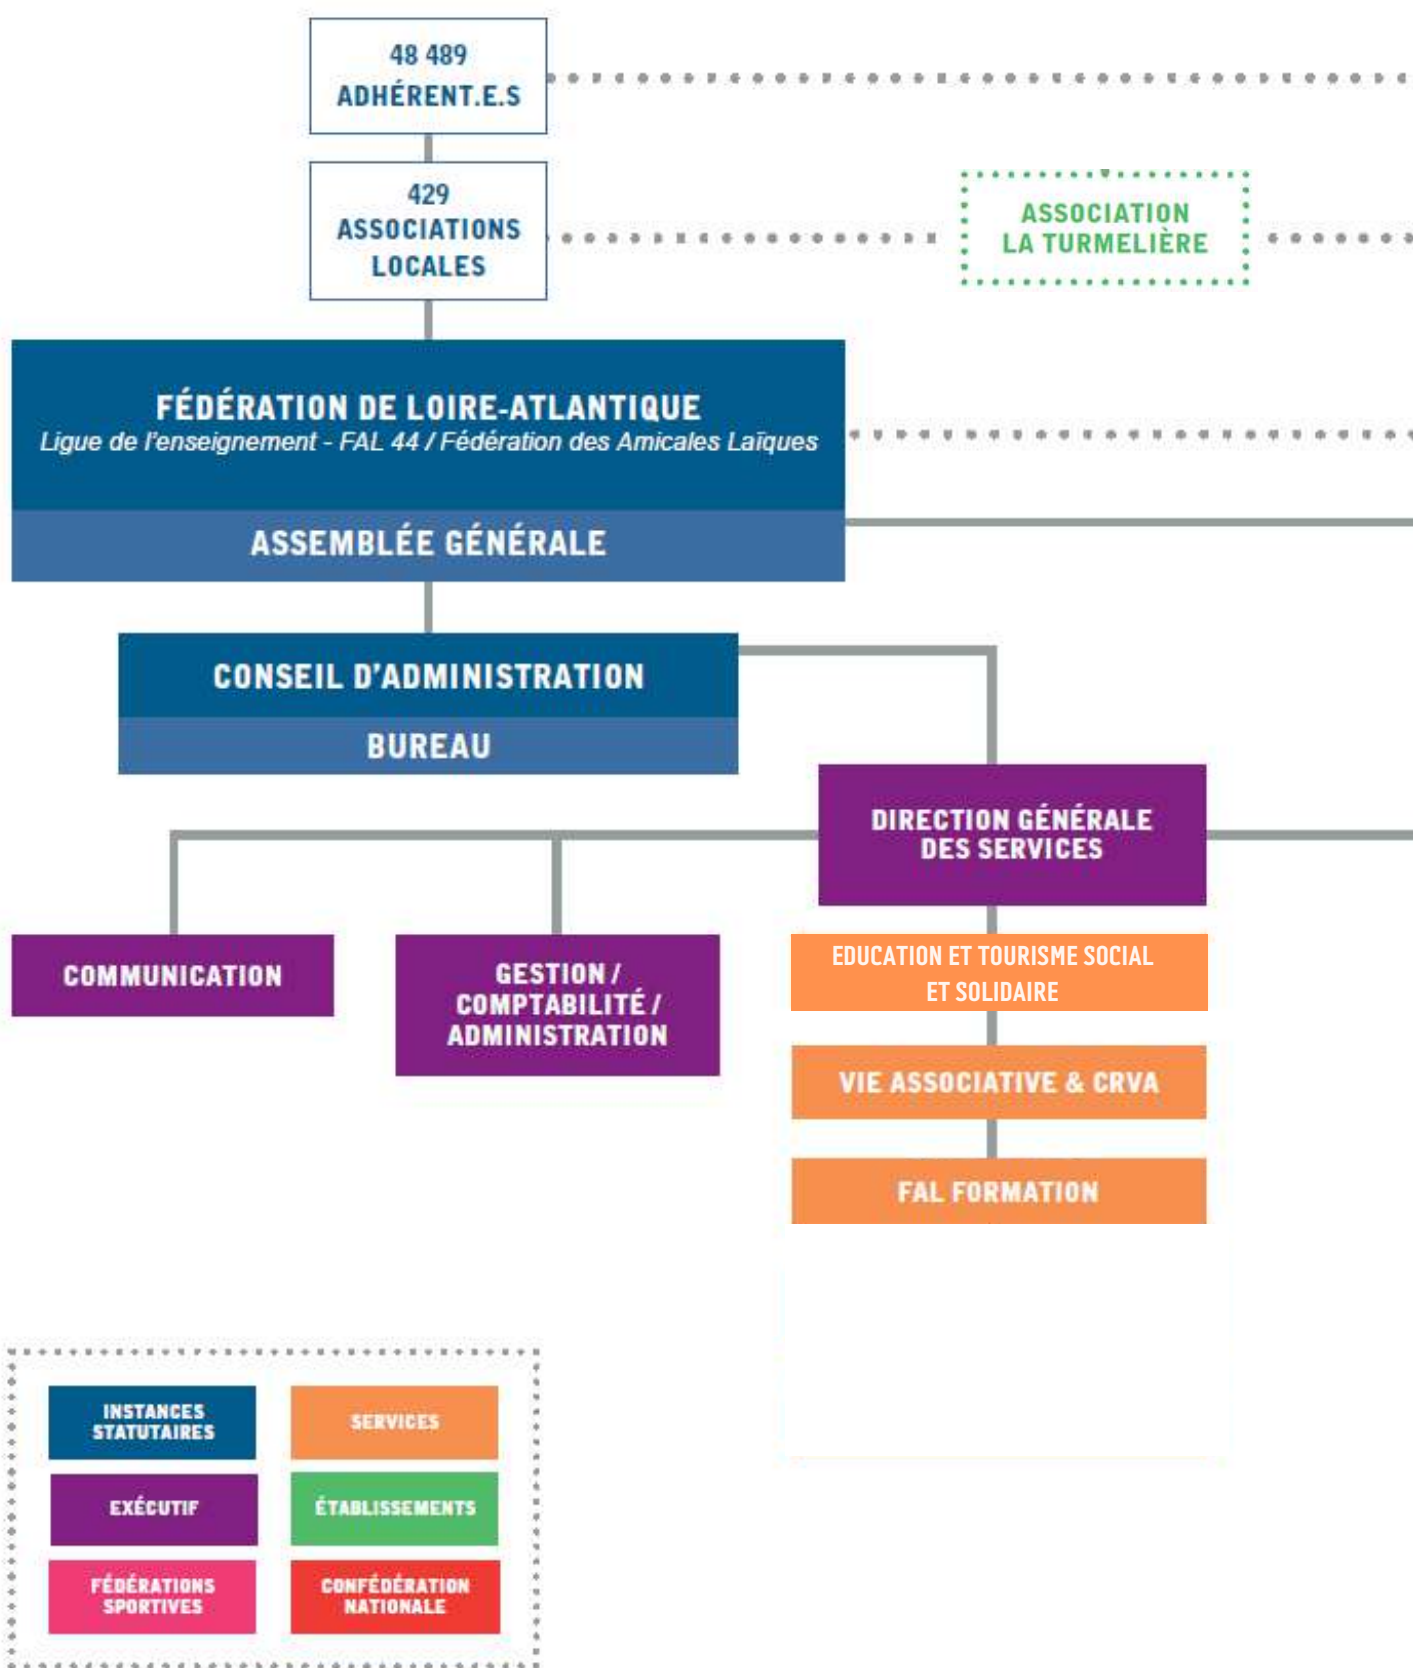 48 489
ADHÉRENT.E.S
429
ASSOCIATIONS
LOCALES
ASSOCIATION
LA TURMELIÈRE
FÉDÉRATION DE LOIRE-ATLANTIQUE
Ligue de l'enseignement - FAL 44 / Fédération des Amicales Laïques
ASSEMBLÉE GÉNÉRALE
CONSEIL D'ADMINISTRATION
BUREAU
DIRECTION GÉNÉRALE
DES SERVICES
COMMUNICATION
GESTION /
COMPTABILITÉ /
ADMINISTRATION
EDUCATION ET TOURISME SOCIAL
ET SOLIDAIRE
VIE ASSOCIATIVE & CRVA
FAL FORMATION
INSTANCES
STATUTAIRES
SERVICES
EXÉCUTIF
ÉTABLISSEMENTS
FÉDÉRATIONS
SPORTIVES
CONFÉDÉRATION
NATIONALE